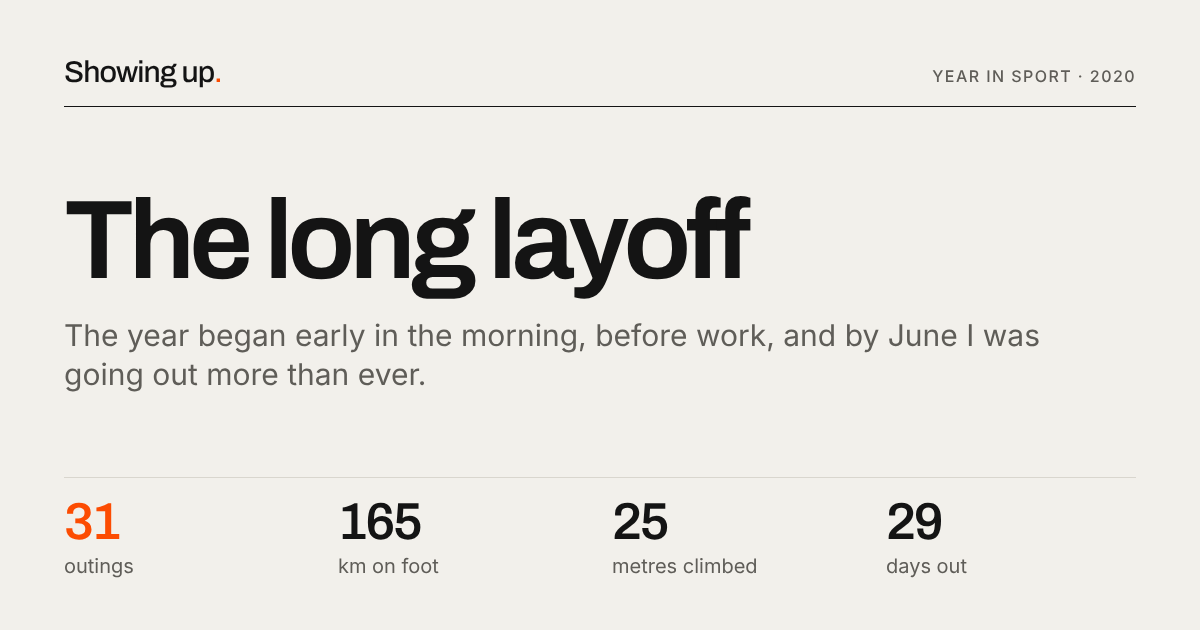 Showing up.
YEAR IN SPORT · 2020
The long layoff
The year began early in the morning, before work, and by June I was
going out more than ever.
31
outings
165
km on foot
25
metres climbed
29
days out